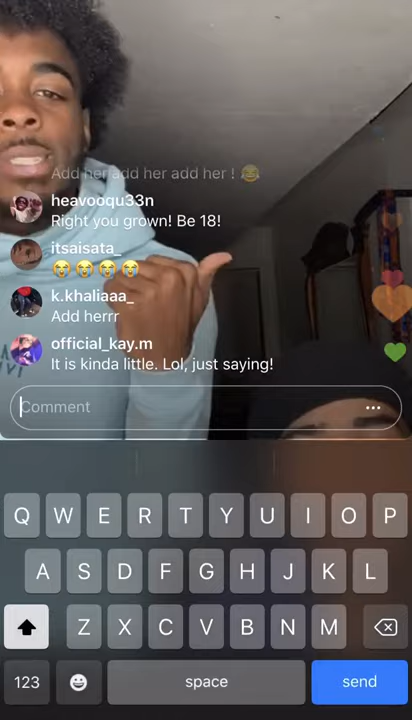 Add her add her add her ! 😂
heavooqu33n
Right you grown! Be 18!
itsaisata_
😭😭😭😭
k.khaliaaa_
Add herrr
official_kay.m
It is kinda little. Lol, just saying!
Comment
Q W E R T Y U I O P
A S D F G H J K L
Z X C V B N M
123 space send